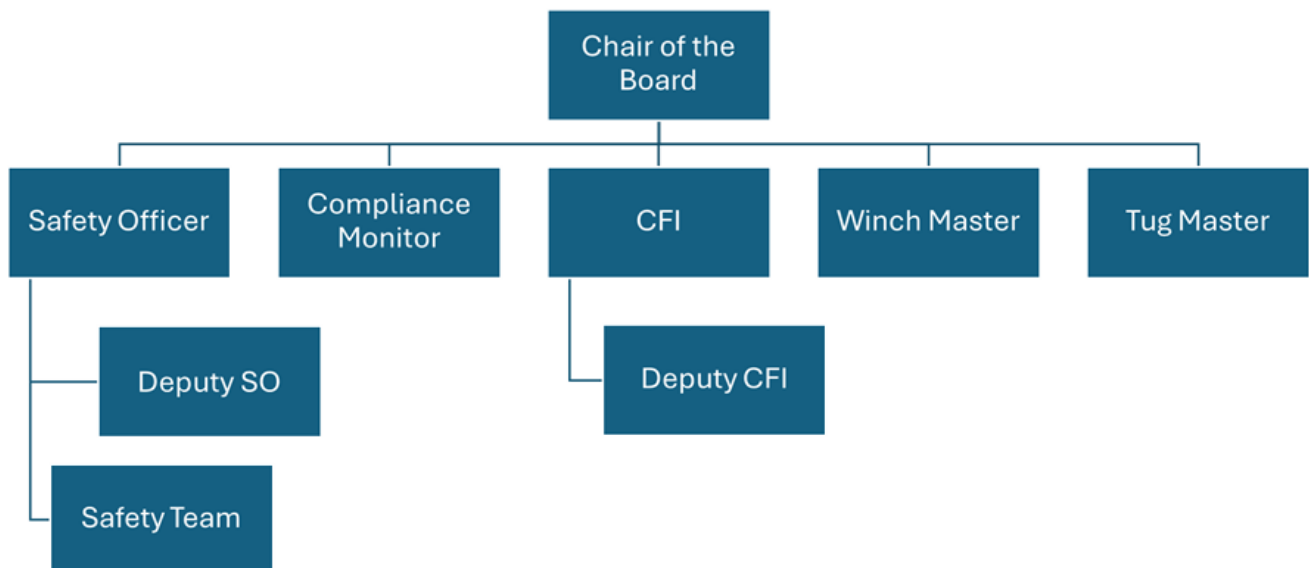 Chair of the
Board
Safety Officer
Compliance
Monitor
CFI
Winch Master
Tug Master
Deputy SO
Deputy CFI
Safety Team